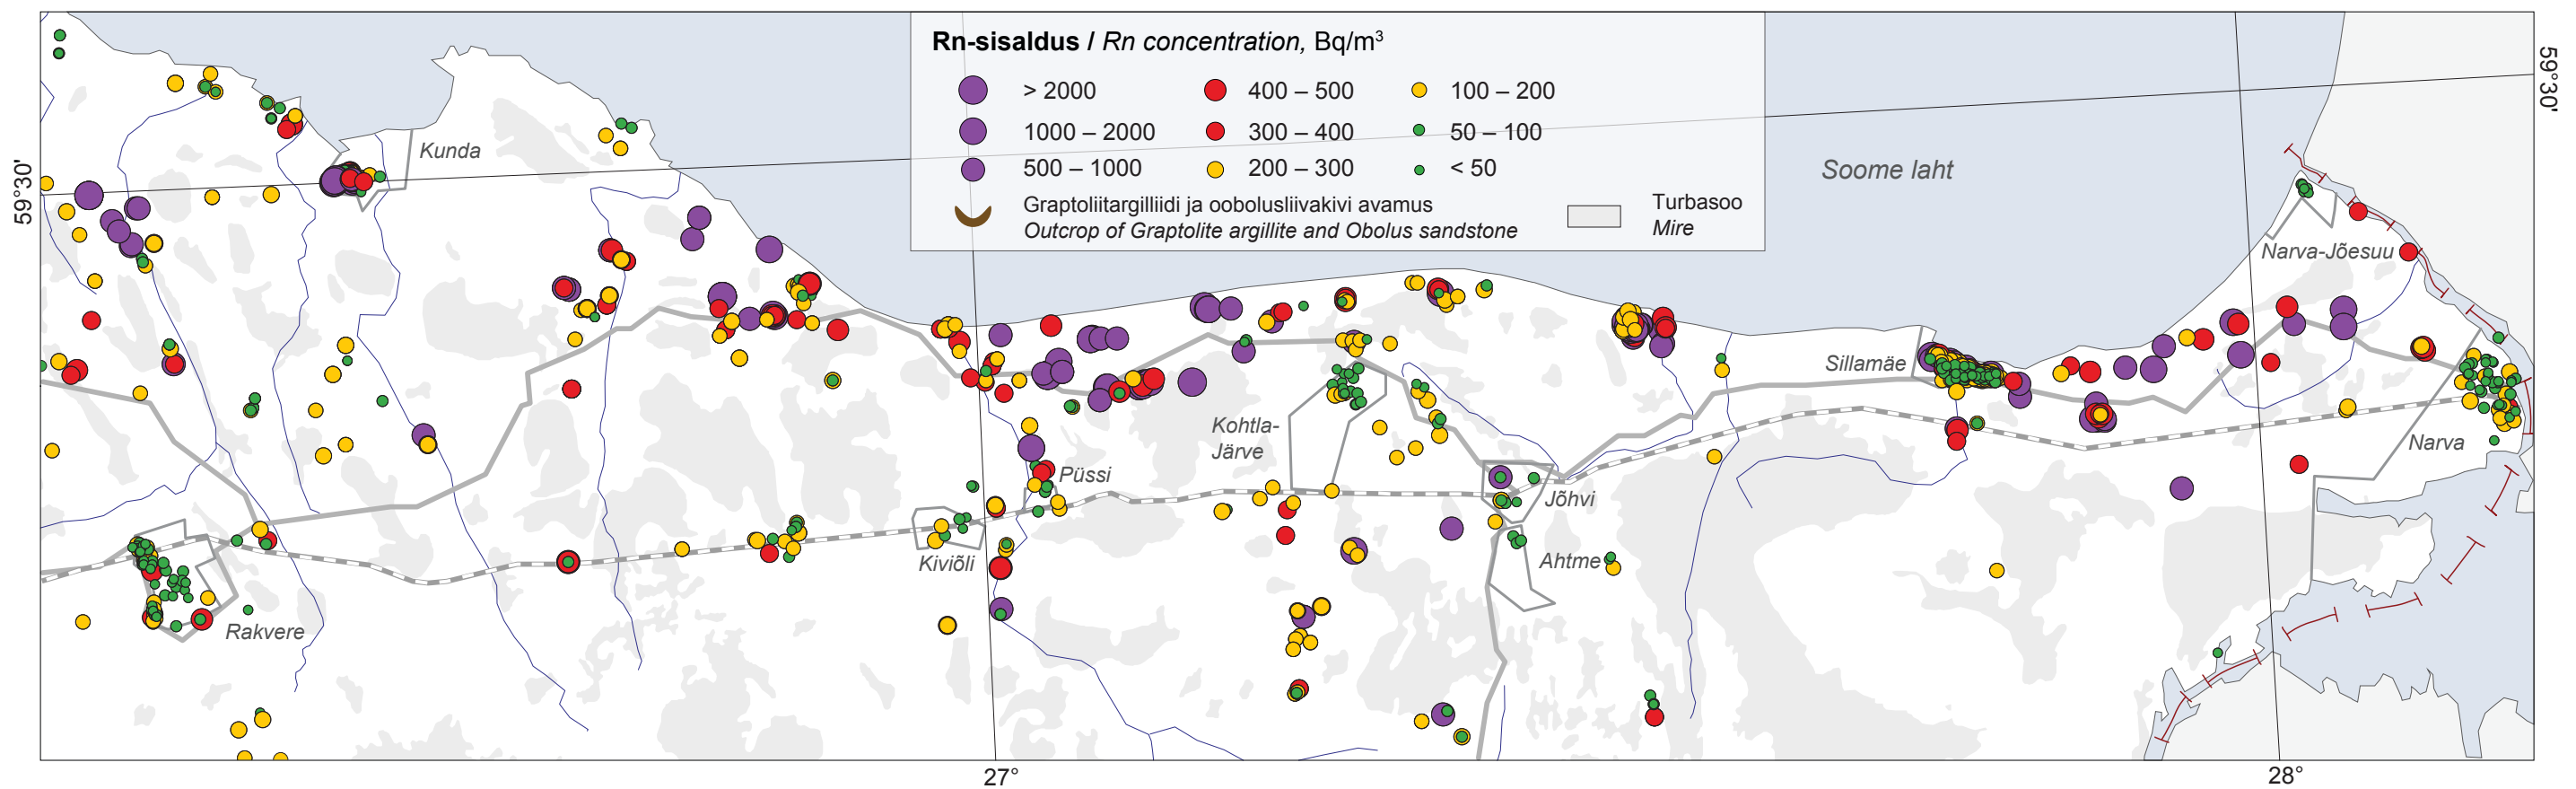 Rn-sisaldus / Rn concentration, Bq/m³
> 2000
1000 – 2000
500 – 1000
400 – 500
300 – 400
200 – 300
100 – 200
50 – 100
< 50
Graptoliitargilliidi ja oobolusliivakivi avamus
Outcrop of Graptolite argillite and Obolus sandstone
Turbasoo
Mire
59°30'
59°30'
Kunda
Soome laht
Narva-Jõesuu
Sillamäe
Kohtla-
Järve
Narva
Püssi
Jõhvi
Kiviõli
Ahtme
Rakvere
27°
28°